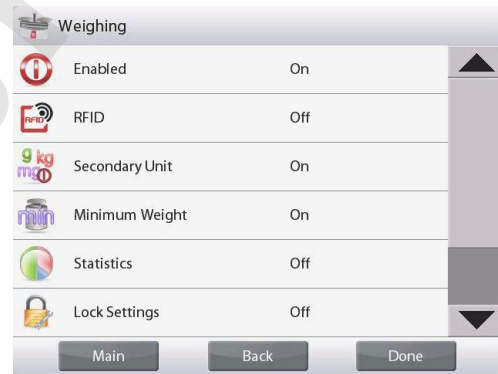 Weighing
Enabled On
RFID RFID Off
g kg mg Secondary Unit On
min Minimum Weight On
Statistics Off
Lock Settings Off
Main Back Done